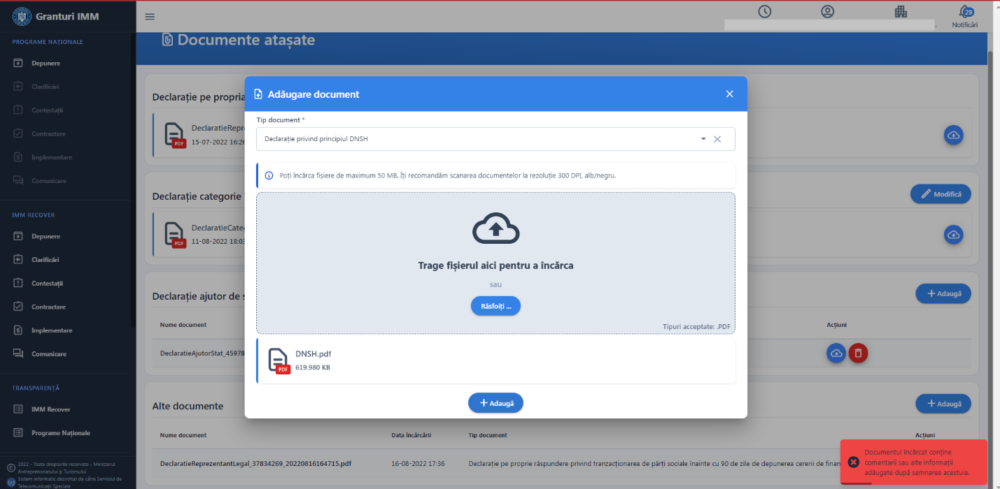 Granturi IMM
29
Notificări
PROGRAME NAȚIONALE
Depunere
Clarificări
Contestații
Contractare
Implementare
Comunicare
IMM RECOVER
Depunere
Clarificări
Contestații
Contractare
Implementare
Comunicare
TRANSPARENȚĂ
IMM Recover
Programe Naționale
2022 - Toate drepturile rezervate - Ministerul
Antreprenoriatului și Turismului
Sistem informatic dezvoltat de către Serviciul de
Telecomunicații Speciale
Documente atașate
Declarație pe propria
DeclaratieRepr
15-07-2022 16:26
PDF
Declarație categorie
Modifică
DeclaratieCateg
11-08-2022 18:03
PDF
Declarație ajutor de s
Adaugă
Nume document
Acțiuni
DeclaratieAjutorStat_45978
Alte documente
Adaugă
Nume document
Data încărcării
Tip document
Acțiuni
DeclaratieReprezentantLegal_37834269_20220816164715.pdf
16-08-2022 17:36
Declarație pe proprie răspundere privind tranzacționarea de părți sociale înainte cu 90 de zile de depunerea cererii de finan
Adăugare document
Tip document *
Declarație privind principiul DNSH
Poți încărca fișiere de maximum 50 MB. Îți recomandăm scanarea documentelor la rezoluție 300 DPI, alb/negru.
Trage fișierul aici pentru a încărca
sau
Răsfoiți ...
Tipuri acceptate: .PDF
DNSH.pdf
619.980 KB
PDF
Adaugă
Documentul încărcat conține
comentarii sau alte informații
adăugate după semnarea acestuia.